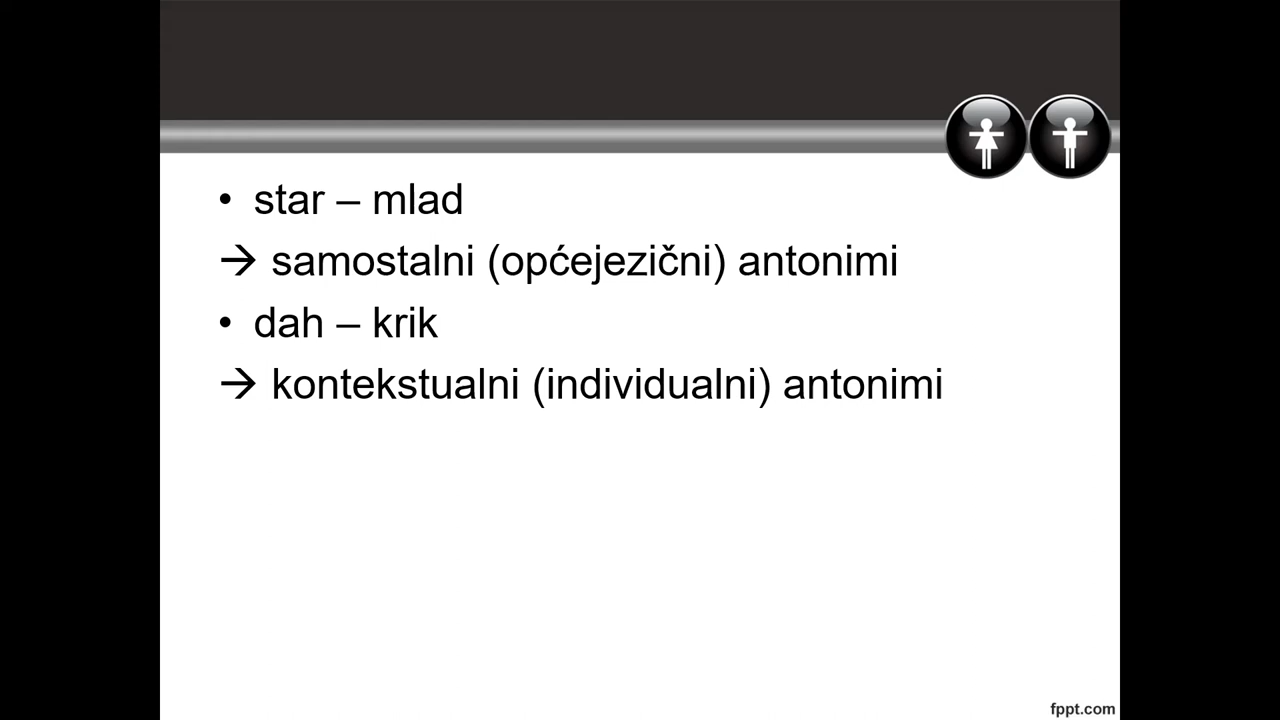 • star – mlad
→ samostalni (općejezični) antonimi
• dah – krik
→ kontekstualni (individualni) antonimi
fppt.com